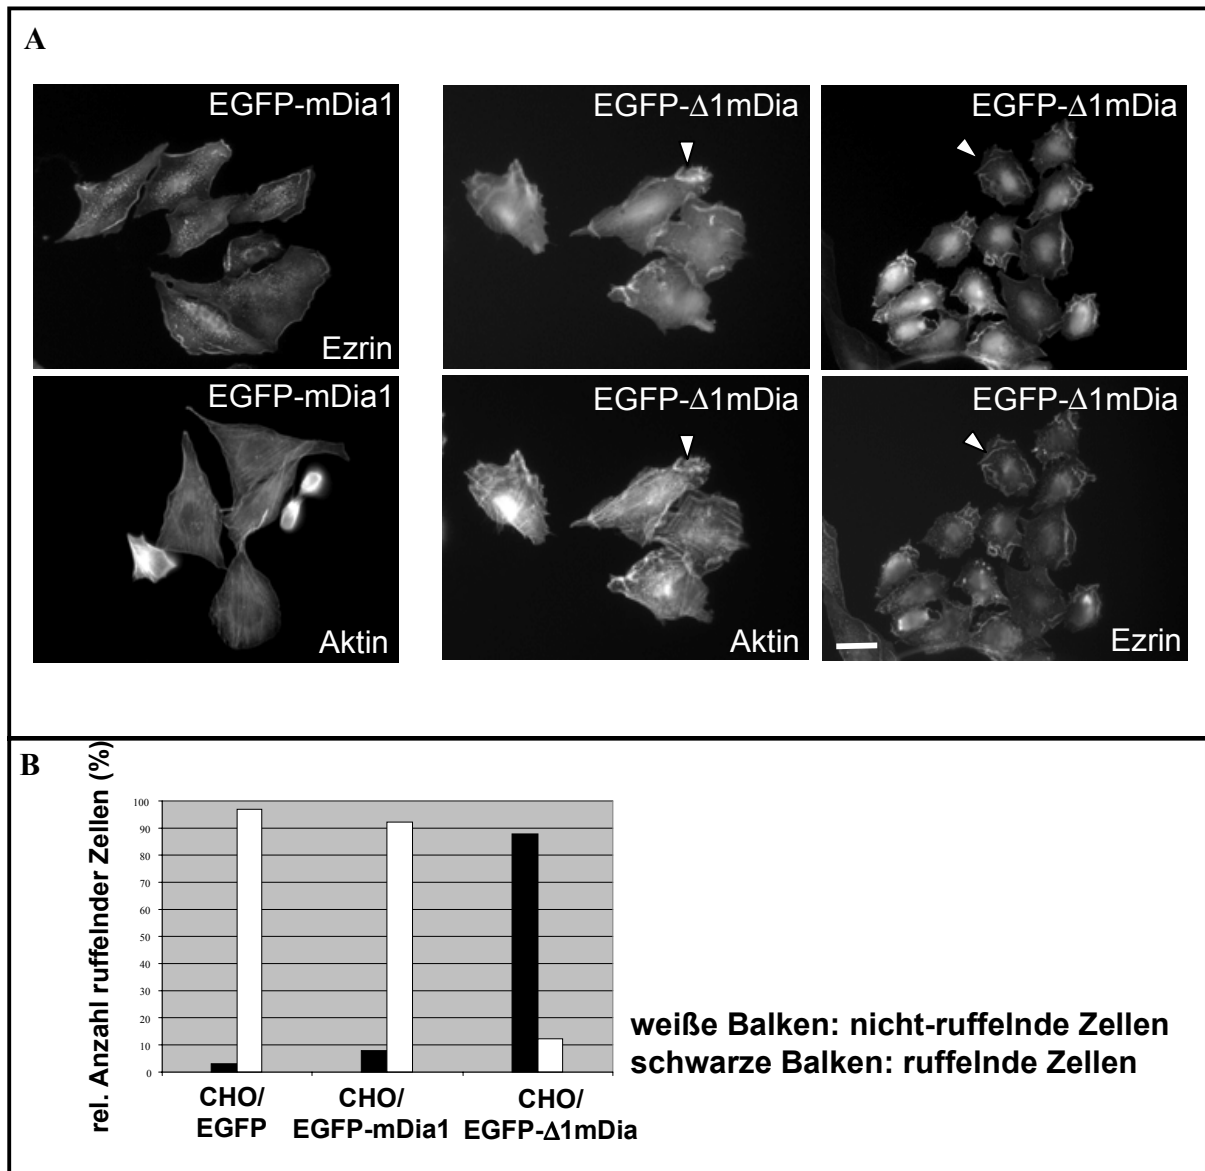 A
EGFP-mDia1
Ezrin
EGFP-Δ1mDia
EGFP-Δ1mDia
EGFP-mDia1
Aktin
EGFP-Δ1mDia
Aktin
EGFP-Δ1mDia
Ezrin
B
rel. Anzahl ruffelnder Zellen (%)
100
90
80
70
60
50
40
30
20
10
0
CHO/
EGFP
CHO/
EGFP-mDia1
CHO/
EGFP-Δ1mDia
weiße Balken: nicht-ruffelnde Zellen
schwarze Balken: ruffelnde Zellen